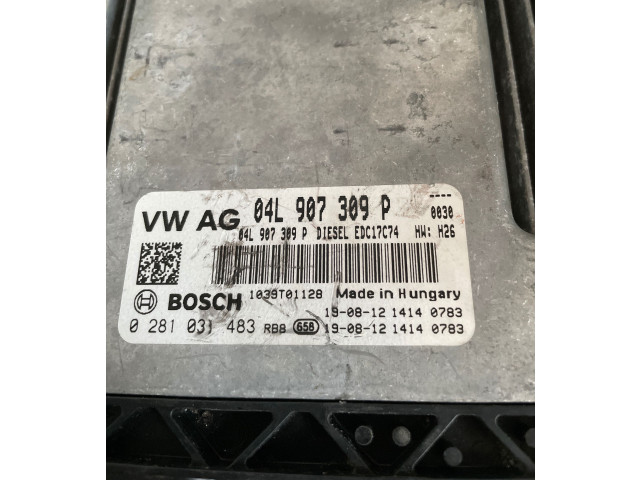 ----
VW AG 04L 907 309 P 0030
04L 907 309 P DIESEL EDC17C74 HW: H26
BOSCH 1039T01128 Made in Hungary
19-08-12 1414 0783
0 281 031 483 RBB 658 19-08-12 1414 0783